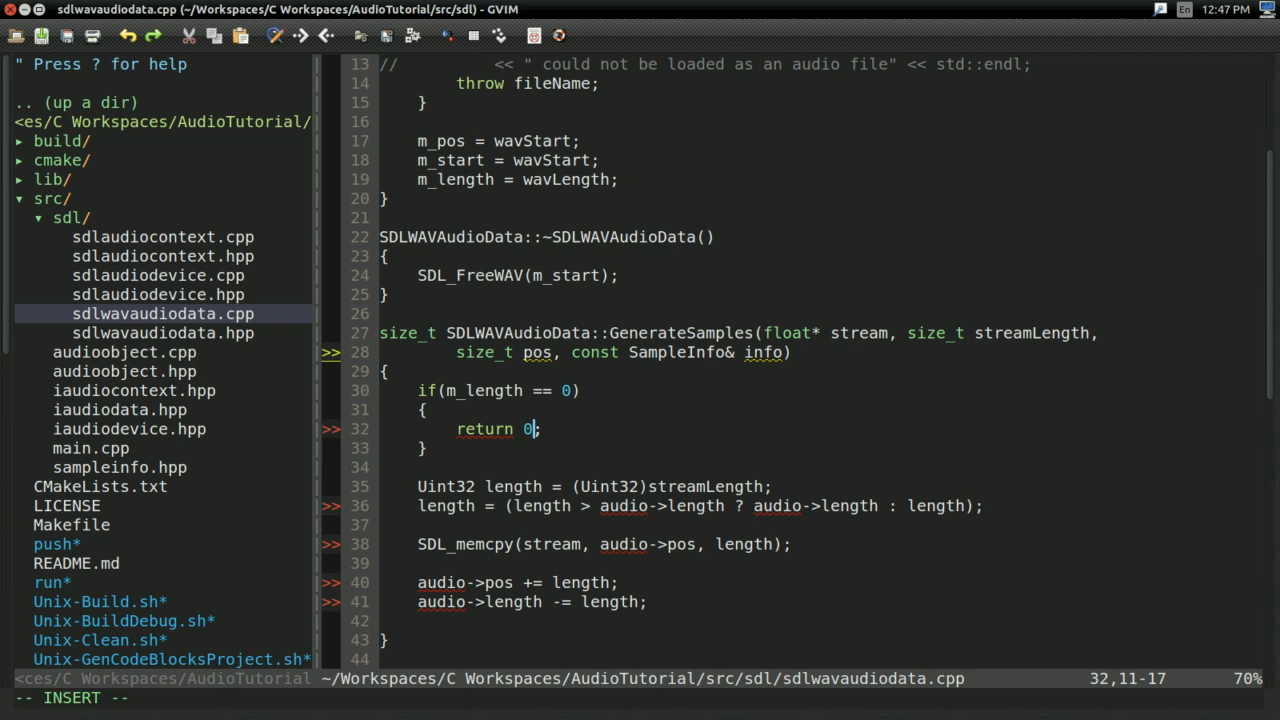 sdlwavaudiodata.cpp (~/Workspaces/C Workspaces/AudioTutorial/src/sdl) - GVIM
En
12:47 PM
" Press ? for help
.. (up a dir)
<es/C Workspaces/AudioTutorial/
▸ build/
▸ cmake/
▸ lib/
▾ src/
▾ sdl/
sdlaudiocontext.cpp
sdlaudiocontext.hpp
sdlaudiodevice.cpp
sdlaudiodevice.hpp
sdlwavaudiodata.cpp
sdlwavaudiodata.hpp
audioobject.cpp
audioobject.hpp
iaudiocontext.hpp
iaudiodata.hpp
iaudiodevice.hpp
main.cpp
sampleinfo.hpp
CMakeLists.txt
LICENSE
Makefile
push*
README.md
run*
Unix-Build.sh*
Unix-BuildDebug.sh*
Unix-Clean.sh*
Unix-GenCodeBlocksProject.sh*
13 //          << " could not be loaded as an audio file" << std::endl;
14         throw fileName;
15     }
16
17     m_pos = wavStart;
18     m_start = wavStart;
19     m_length = wavLength;
20 }
21
22 SDLWAVAudioData::~SDLWAVAudioData()
23 {
24     SDL_FreeWAV(m_start);
25 }
26
27 size_t SDLWAVAudioData::GenerateSamples(float* stream, size_t streamLength,
>> 28         size_t pos, const SampleInfo& info)
29 {
30     if(m_length == 0)
31     {
>> 32         return 0;
33     }
34
35     Uint32 length = (Uint32)streamLength;
>> 36     length = (length > audio->length ? audio->length : length);
37
>> 38     SDL_memcpy(stream, audio->pos, length);
39
>> 40     audio->pos += length;
>> 41     audio->length -= length;
42
43 }
44
<ces/C Workspaces/AudioTutorial ~/Workspaces/C Workspaces/AudioTutorial/src/sdl/sdlwavaudiodata.cpp 32,11-17 70%
-- INSERT --